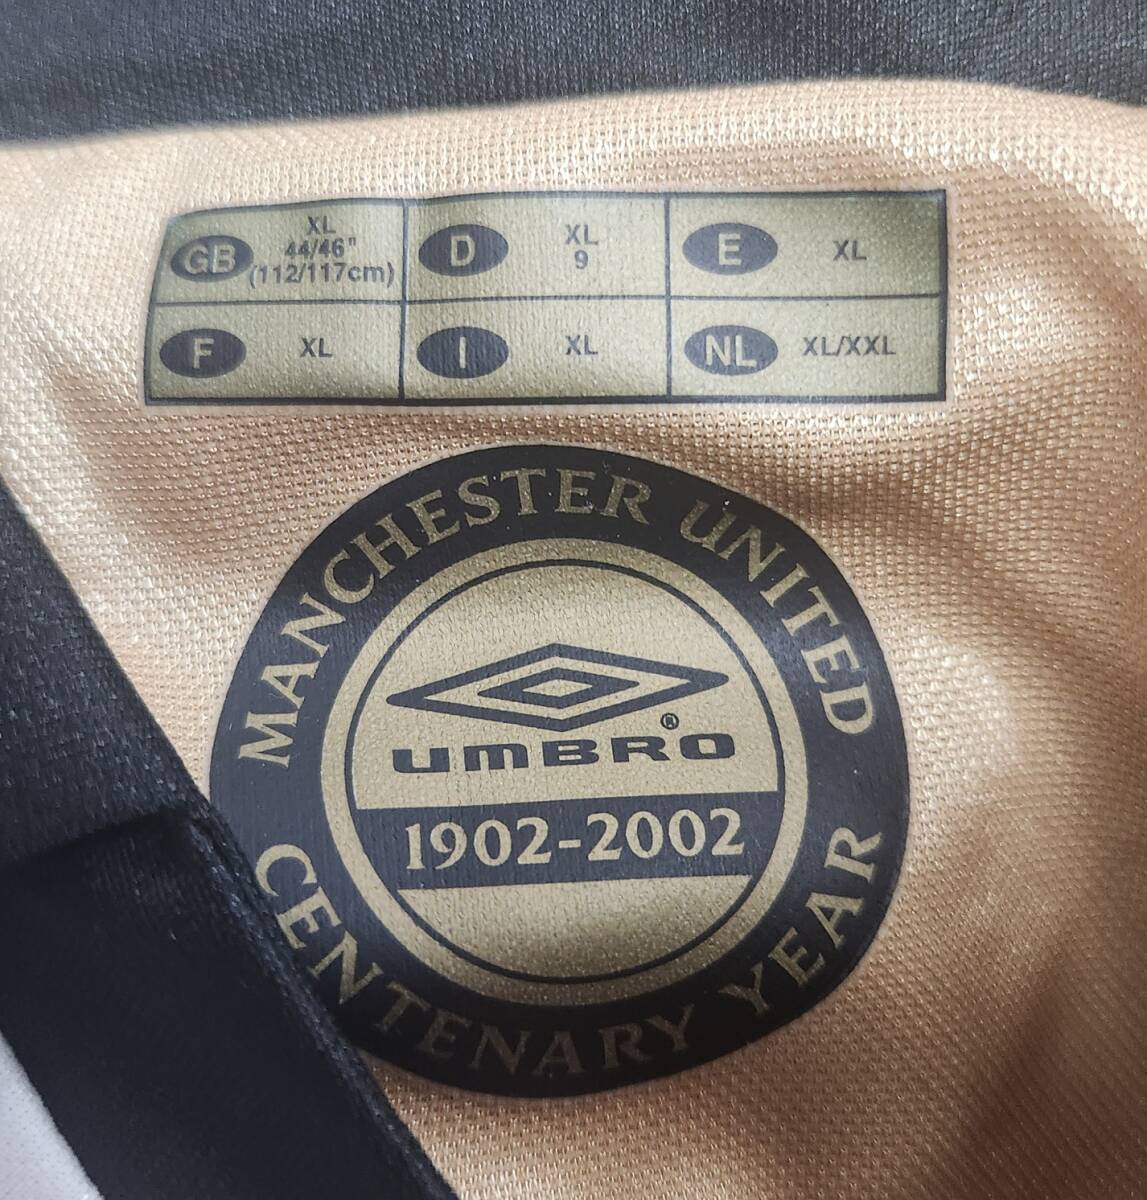 GB XL
44/46"
(112/117cm)
D XL
9
E XL
F XL
I XL
NL XL/XXL
MANCHESTER UNITED
UMBRO ®
1902-2002
CENTENARY YEAR